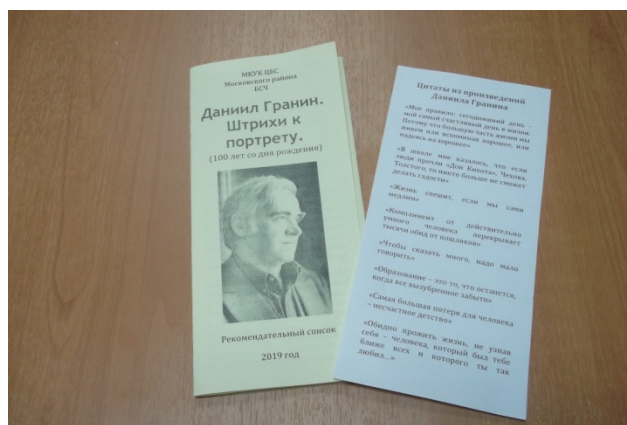 МКУК ЦБС
Московского района
БСЧ
Даниил Гранин.
Штрихи к
портрету.
(100 лет со дня рождения)
Рекомендательный список
2019 год
Цитаты из произведений
Даниила Гранина
«Мое правило: сегодняшний день -
мой самый счастливый день в жизни.
Потому что большую часть жизни мы
живем или вспоминая хорошее, или
надеясь на хорошее»
«В школе мне казалось, что если
люди прочли «Дон Кихота», Чехова,
Толстого, то никто больше не сможет
делать гадости»
«Жизнь спешит, если мы сами
медлим»
«Комплимент от действительно
умного человека перекрывает
тысячи обид от пошляков»
«Чтобы сказать много, надо мало
говорить»
«Образование – это то, что останется,
когда все вызубренное забыто»
«Самая большая потеря для человека
– несчастное детство»
«Обидно прожить жизнь, не узнав
себя – человека, который был тебе
ближе всех и которого ты так
любил...»